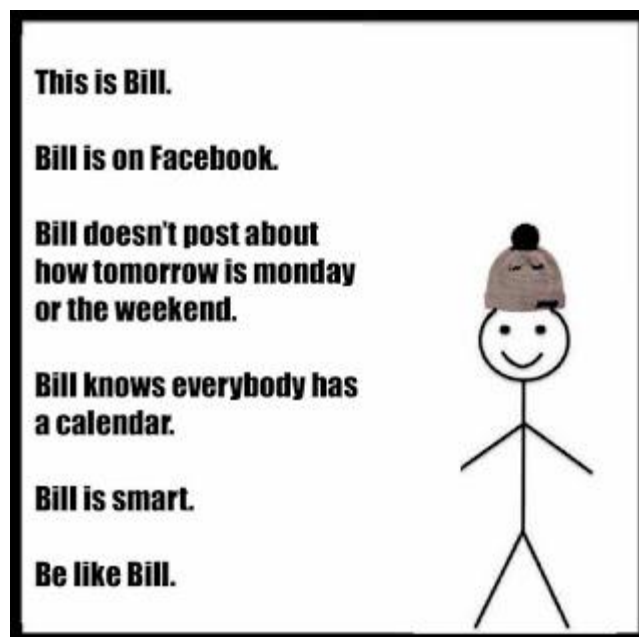 This is Bill.
Bill is on Facebook.
Bill doesn't post about
how tomorrow is monday
or the weekend.
Bill knows everybody has
a calendar.
Bill is smart.
Be like Bill.